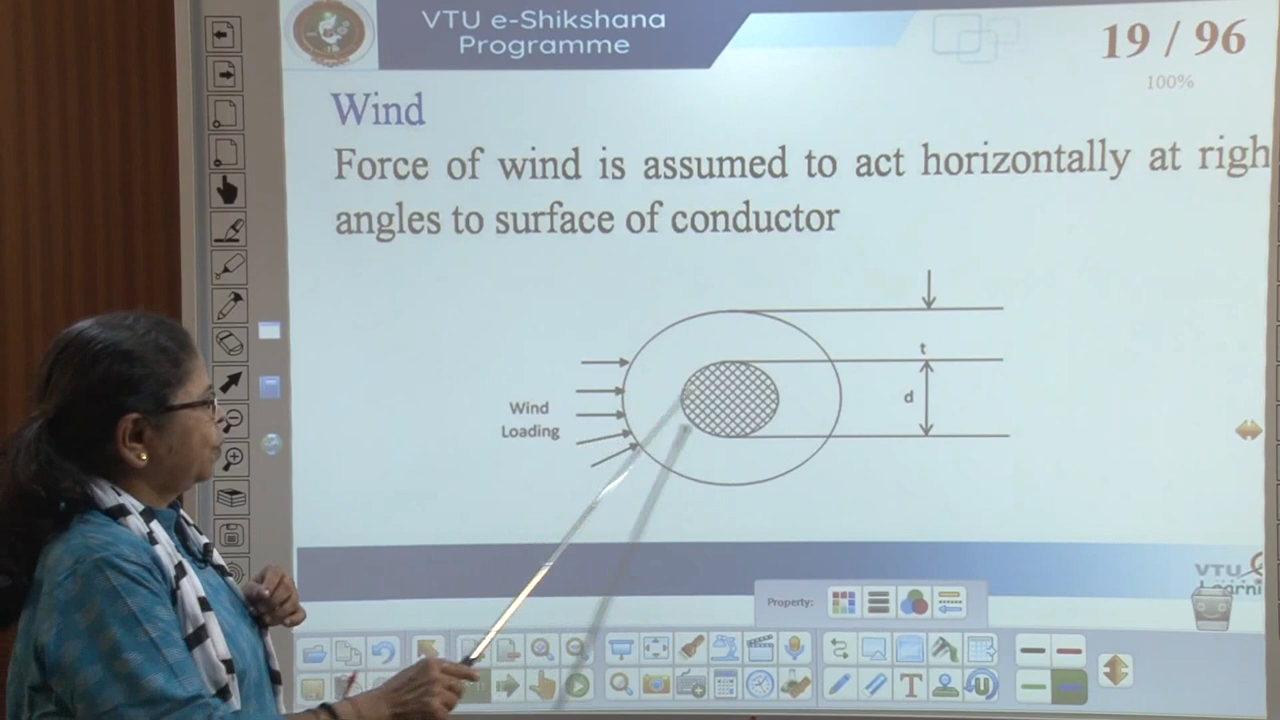 VTU e-Shikshana
Programme
19 / 96
100%
Wind
Force of wind is assumed to act horizontally at righ
angles to surface of conductor
t
d
Wind
Loading
VTU
Property: